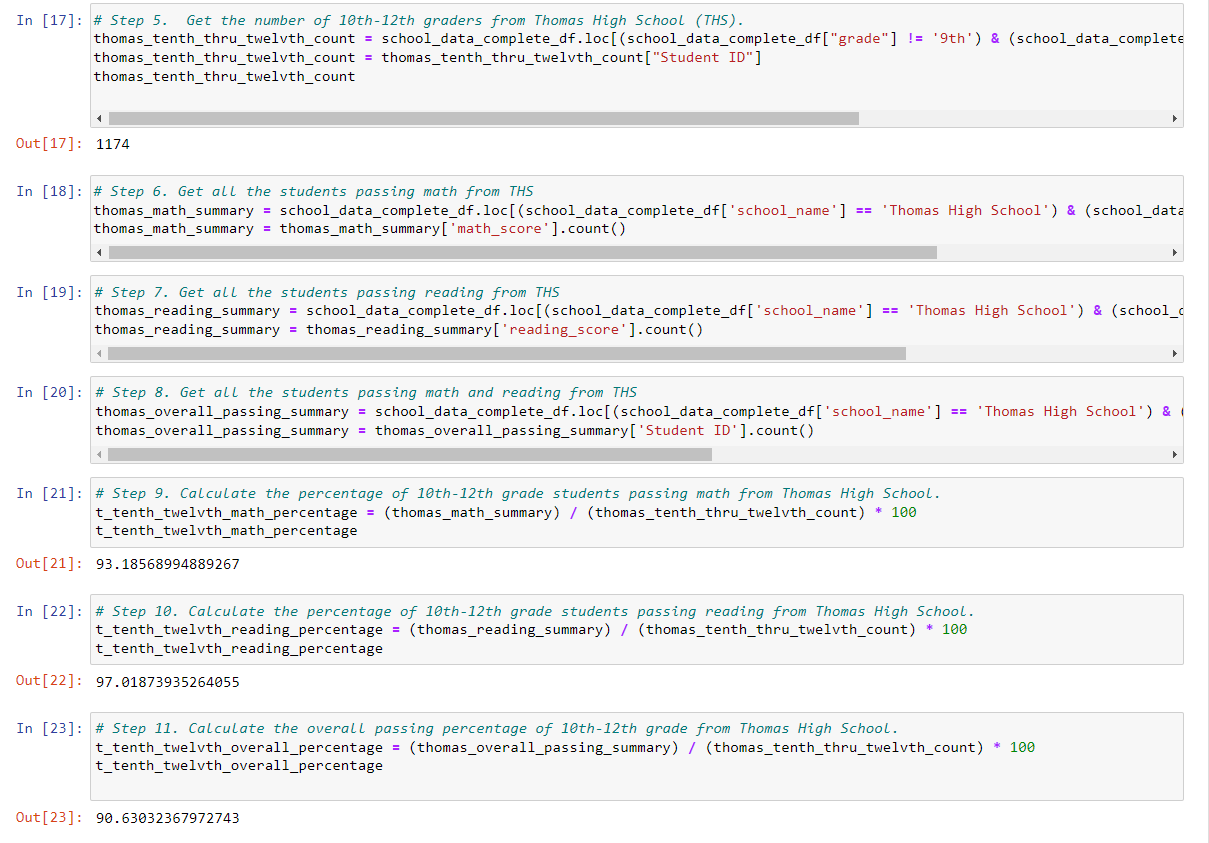 In [17]: # Step 5.  Get the number of 10th-12th graders from Thomas High School (THS).
thomas_tenth_thru_twelvth_count = school_data_complete_df.loc[(school_data_complete_df["grade"] != '9th') & (school_data_complete
thomas_tenth_thru_twelvth_count = thomas_tenth_thru_twelvth_count["Student ID"]
thomas_tenth_thru_twelvth_count
Out[17]: 1174
In [18]: # Step 6. Get all the students passing math from THS
thomas_math_summary = school_data_complete_df.loc[(school_data_complete_df['school_name'] == 'Thomas High School') & (school_data
thomas_math_summary = thomas_math_summary['math_score'].count()
In [19]: # Step 7. Get all the students passing reading from THS
thomas_reading_summary = school_data_complete_df.loc[(school_data_complete_df['school_name'] == 'Thomas High School') & (school_d
thomas_reading_summary = thomas_reading_summary['reading_score'].count()
In [20]: # Step 8. Get all the students passing math and reading from THS
thomas_overall_passing_summary = school_data_complete_df.loc[(school_data_complete_df['school_name'] == 'Thomas High School') & (
thomas_overall_passing_summary = thomas_overall_passing_summary['Student ID'].count()
In [21]: # Step 9. Calculate the percentage of 10th-12th grade students passing math from Thomas High School.
t_tenth_twelvth_math_percentage = (thomas_math_summary) / (thomas_tenth_thru_twelvth_count) * 100
t_tenth_twelvth_math_percentage
Out[21]: 93.18568994889267
In [22]: # Step 10. Calculate the percentage of 10th-12th grade students passing reading from Thomas High School.
t_tenth_twelvth_reading_percentage = (thomas_reading_summary) / (thomas_tenth_thru_twelvth_count) * 100
t_tenth_twelvth_reading_percentage
Out[22]: 97.01873935264055
In [23]: # Step 11. Calculate the overall passing percentage of 10th-12th grade from Thomas High School.
t_tenth_twelvth_overall_percentage = (thomas_overall_passing_summary) / (thomas_tenth_thru_twelvth_count) * 100
t_tenth_twelvth_overall_percentage
Out[23]: 90.63032367972743